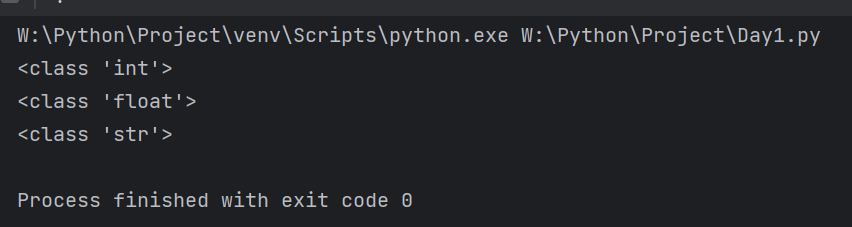 W:\Python\Project\venv\Scripts\python.exe W:\Python\Project\Day1.py
<class 'int'>
<class 'float'>
<class 'str'>
Process finished with exit code 0